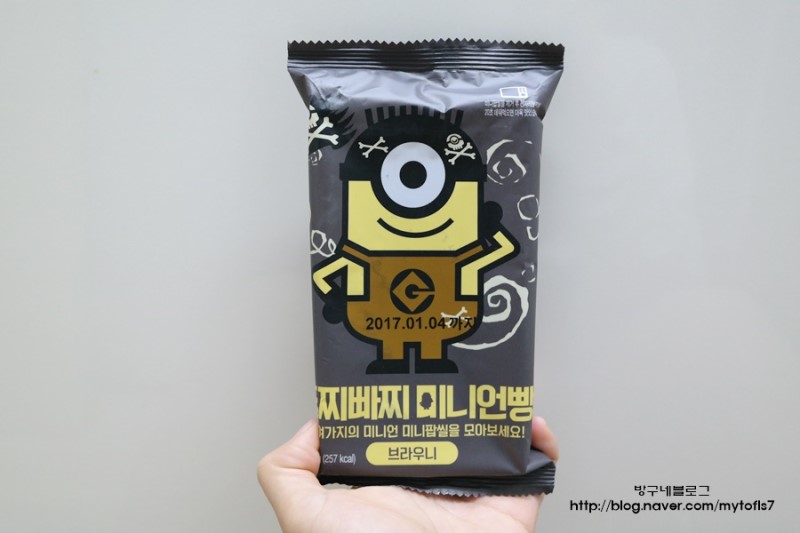 G
2017.01.04 까지
찌빠찌 미니언빵
여가지의 미니언 미니팝씰을 모아보세요!
(257 kcal)
브라우니
방구네블로그
http://blog.naver.com/mytofls7